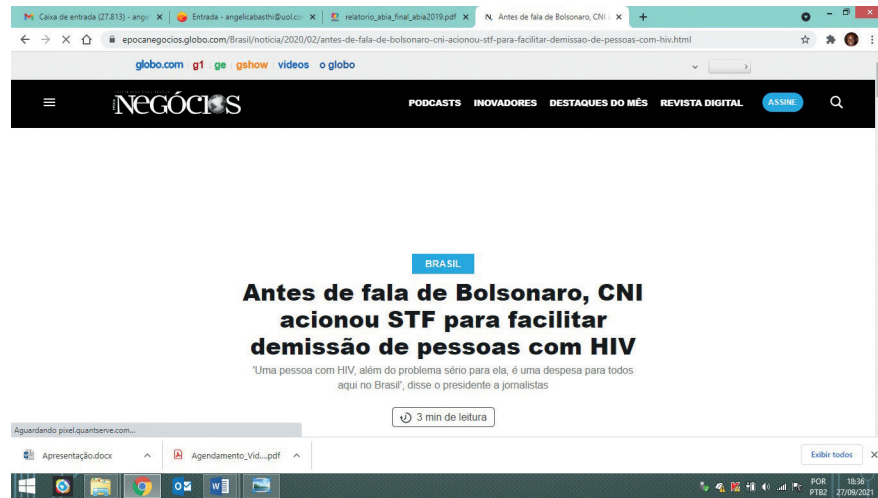 Caixa de entrada (27.813) - ange
Entrada - angelicabasthi@uol.co
relatorio_abia_final_abia2019.pdf
Antes de fala de Bolsonaro, CNI
epocanegocios.globo.com/Brasil/noticia/2020/02/antes-de-fala-de-bolsonaro-cni-acionou-stf-para-facilitar-demissao-de-pessoas-com-hiv.html
globo.com g1 ge gshow videos o globo
NEGÓCIOS
PODCASTS INOVADORES DESTAQUES DO MÊS REVISTA DIGITAL ASSINE
BRASIL
Antes de fala de Bolsonaro, CNI
acionou STF para facilitar
demissão de pessoas com HIV
'Uma pessoa com HIV, além do problema sério para ela, é uma despesa para todos
aqui no Brasil', disse o presidente a jornalistas
3 min de leitura
Aguardando pixel.quantserve.com...
Apresentação.docx
Agendamento_Vid....pdf
Exibir todos
POR 18:36
PTB2 27/09/2021